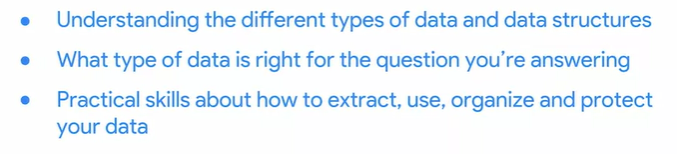 • Understanding the different types of data and data structures
• What type of data is right for the question you're answering
• Practical skills about how to extract, use, organize and protect
your data